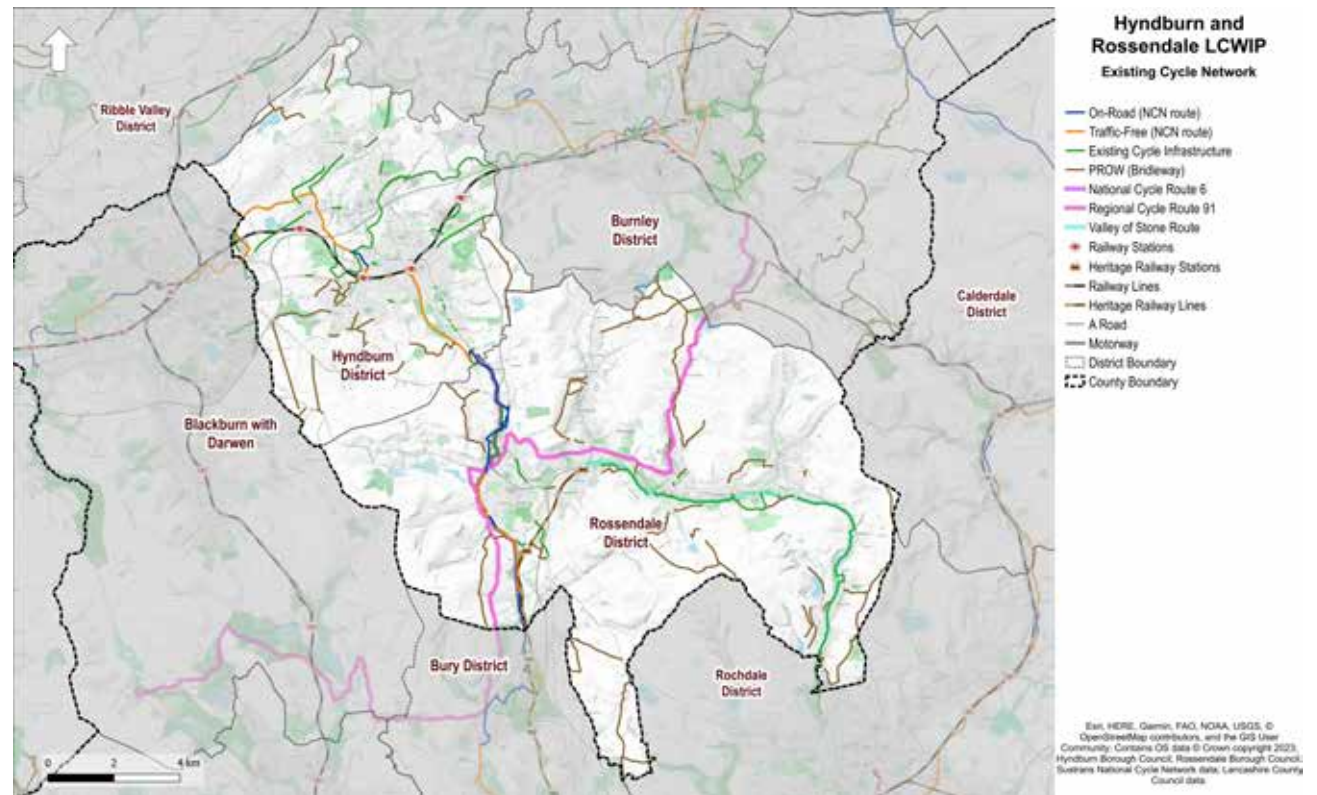 Hyndburn and
Rossendale LCWIP
Existing Cycle Network
On-Road (NCN route)
Traffic-Free (NCN route)
Existing Cycle Infrastructure
PROW (Bridleway)
National Cycle Route 6
Regional Cycle Route 91
Valley of Stone Route
Railway Stations
Heritage Railway Stations
Railway Lines
Heritage Railway Lines
A Road
Motorway
District Boundary
County Boundary
Ribble Valley
District
Burnley
District
Calderdale
District
Hyndburn
District
Blackburn with
Darwen
Rossendale
District
Bury District
Rochdale
District
0 2 4 km
Esri, HERE, Garmin, FAO, NOAA, USGS, ©
OpenStreetMap contributors, and the GIS User
Community. Contains OS data © Crown copyright 2023,
Hyndburn Borough Council, Rossendale Borough Council,
Sustrans National Cycle Network data, Lancashire County
Council data